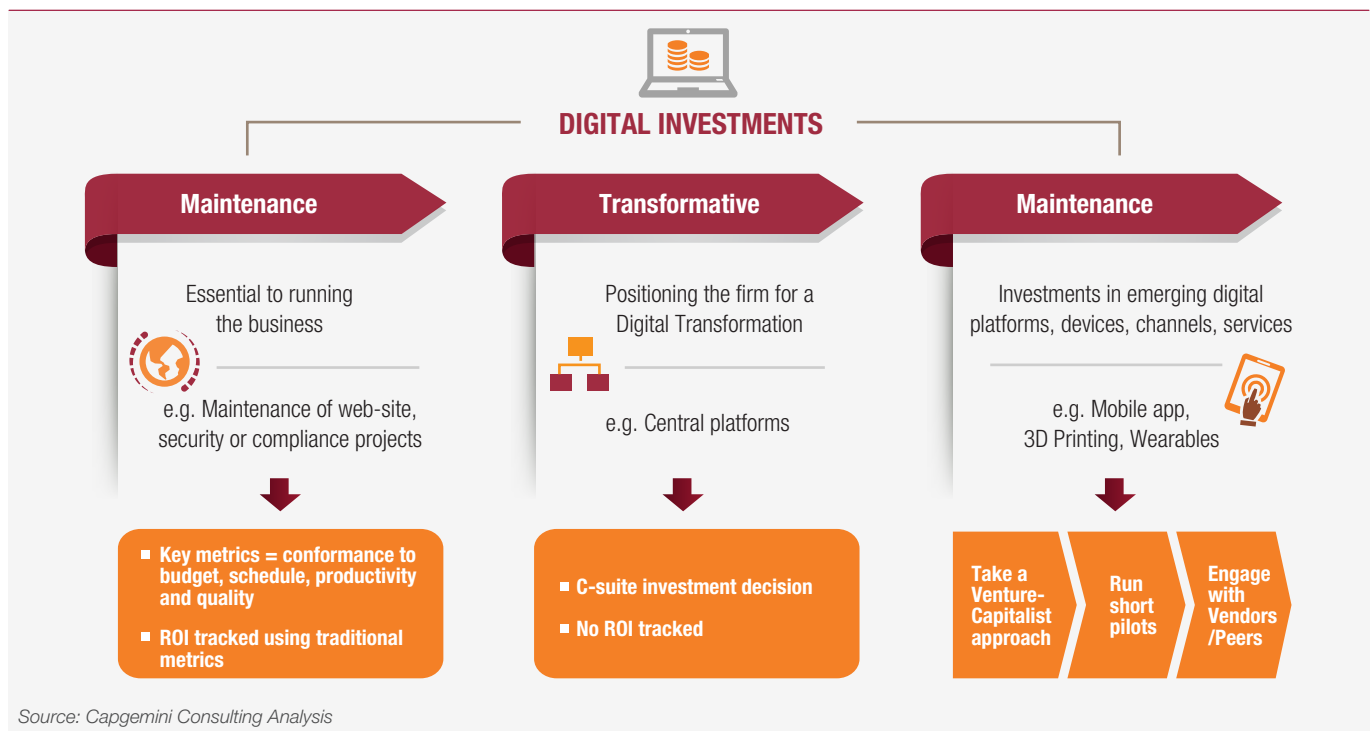 DIGITAL INVESTMENTS
Maintenance
Essential to running
the business
e.g. Maintenance of web-site,
security or compliance projects
Key metrics = conformance to
budget, schedule, productivity
and quality
ROI tracked using traditional
metrics
Transformative
Positioning the firm for a
Digital Transformation
e.g. Central platforms
C-suite investment decision
No ROI tracked
Maintenance
Investments in emerging digital
platforms, devices, channels, services
e.g. Mobile app,
3D Printing, Wearables
Take a
Venture-
Capitalist
approach
Run
short
pilots
Engage
with
Vendors
/Peers
Source: Capgemini Consulting Analysis